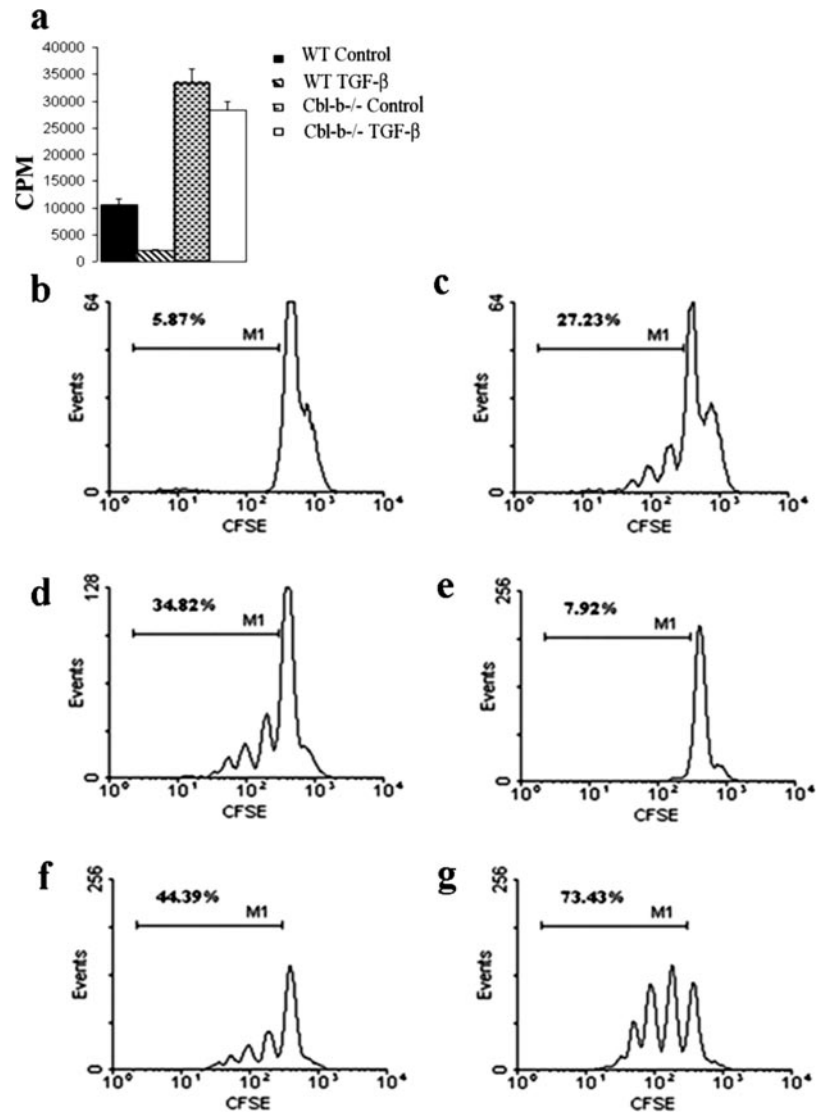 a
40000
35000
30000
25000
20000
15000
10000
5000
0
CPM
WT Control
WT TGF-β
Cbl-b-/- Control
Cbl-b-/- TGF-β
b
64
0
Events
5.87%
M1
10⁰ 10¹ 10² 10³ 10⁴
CFSE
c
64
0
Events
27.23%
M1
10⁰ 10¹ 10² 10³ 10⁴
CFSE
d
128
0
Events
34.82%
M1
10⁰ 10¹ 10² 10³ 10⁴
CFSE
e
256
0
Events
7.92%
M1
10⁰ 10¹ 10² 10³ 10⁴
CFSE
f
256
0
Events
44.39%
M1
10⁰ 10¹ 10² 10³ 10⁴
CFSE
g
256
0
Events
73.43%
M1
10⁰ 10¹ 10² 10³ 10⁴
CFSE